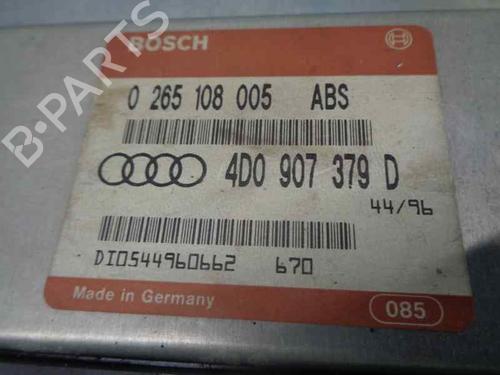 BOSCH
0 265 108 005 ABS
4D0 907 379 D
44/96
DI0544960662 670
Made in Germany
085
B-PARTS